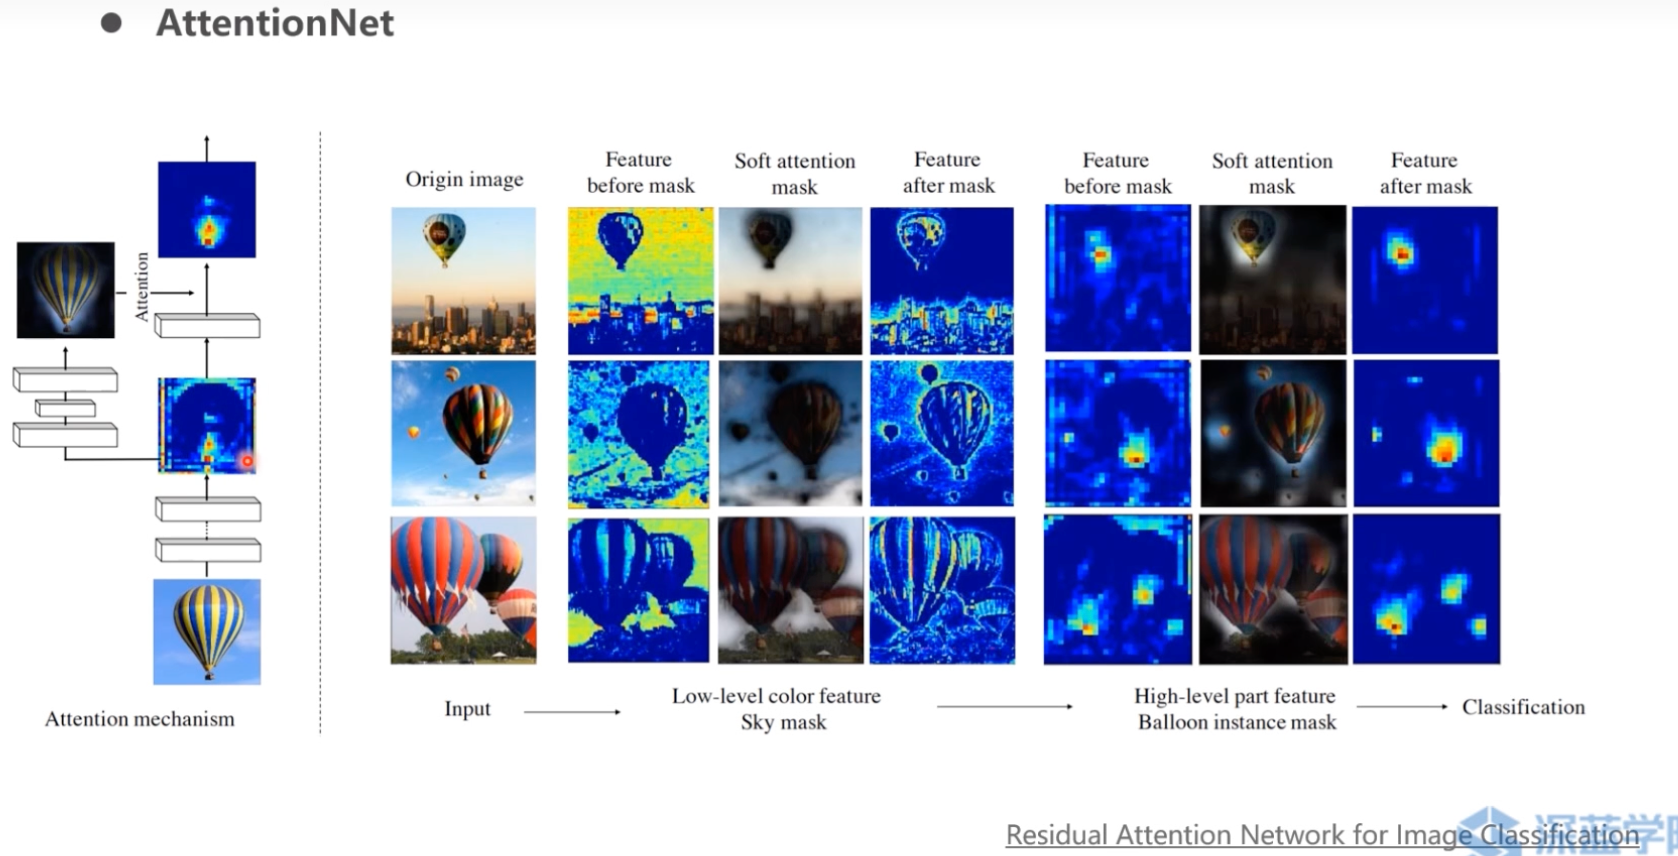 ● AttentionNet
Attention
Attention mechanism
Origin image
Feature
before mask
Soft attention
mask
Feature
after mask
Feature
before mask
Soft attention
mask
Feature
after mask
Input
Low-level color feature
Sky mask
High-level part feature
Balloon instance mask
Classification
Residual Attention Network for Image Classification
深蓝学院